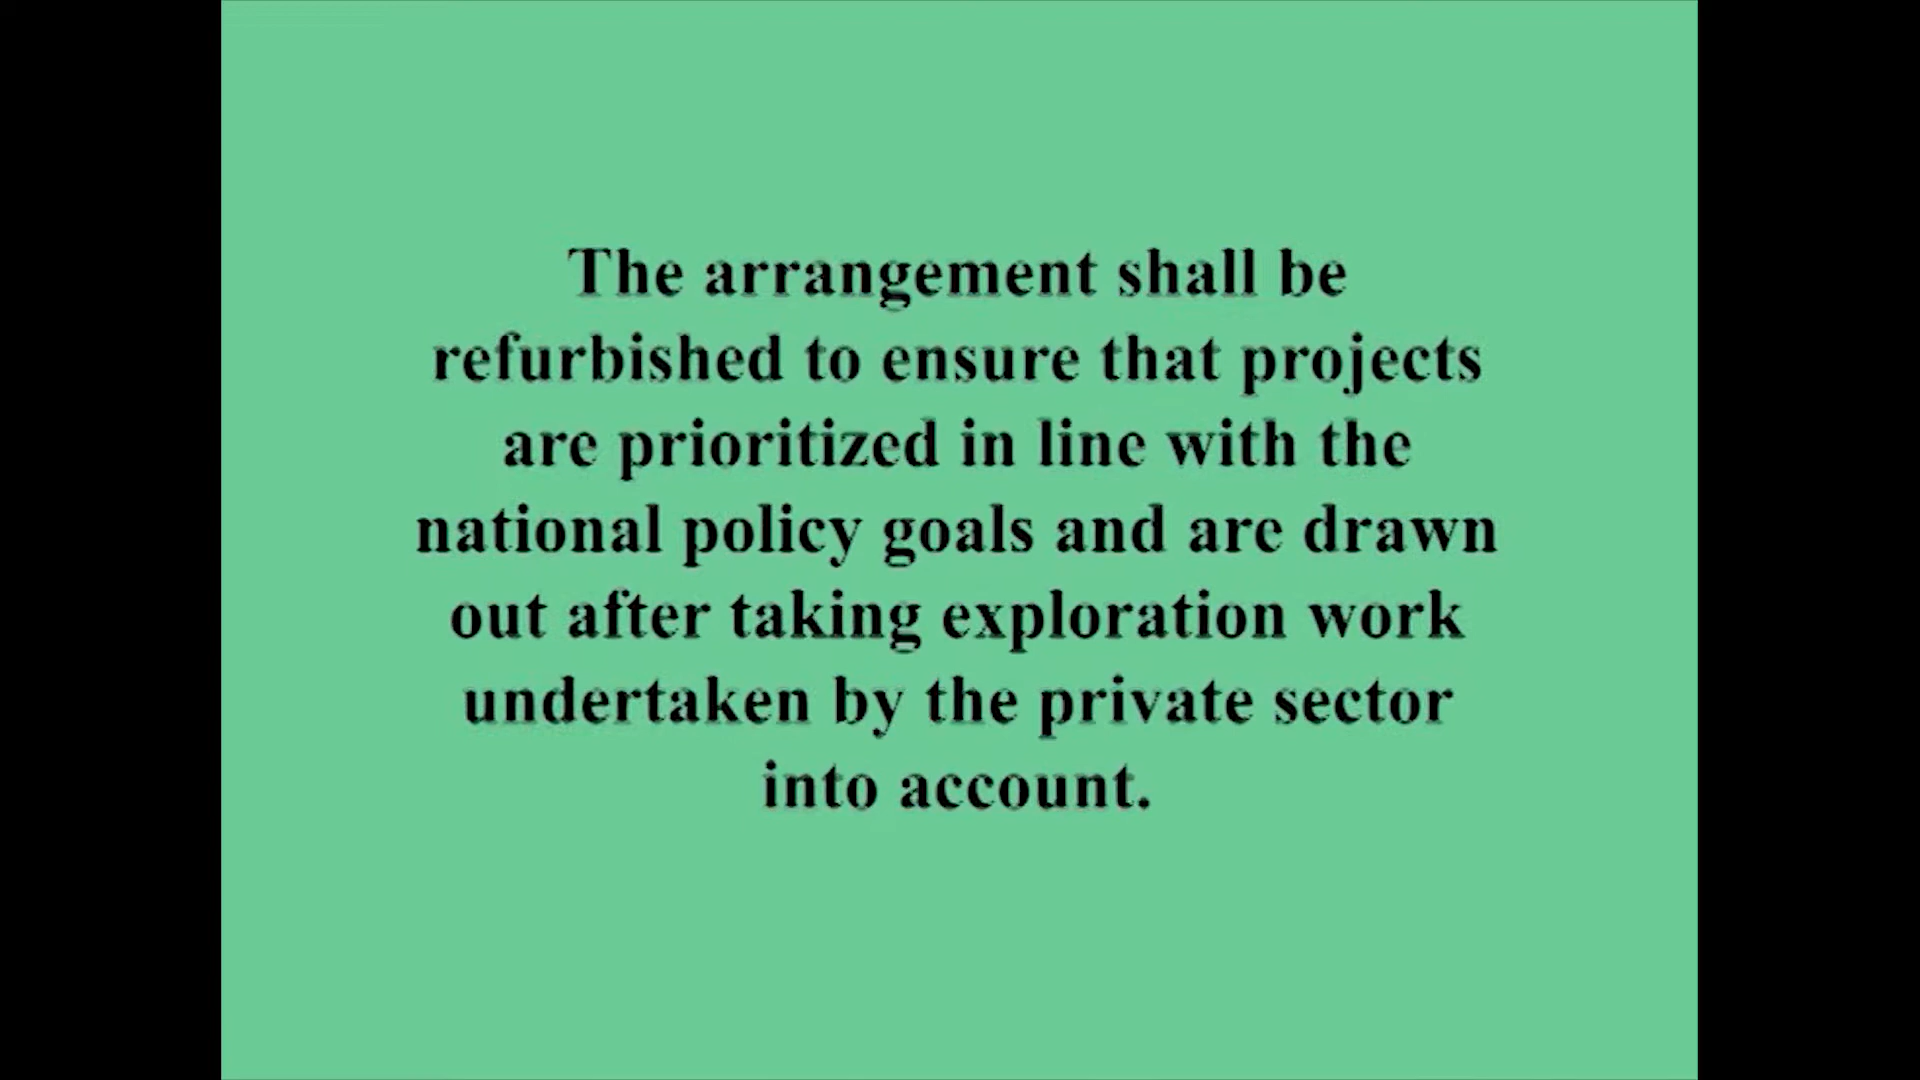 The arrangement shall be
refurbished to ensure that projects
are prioritized in line with the
national policy goals and are drawn
out after taking exploration work
undertaken by the private sector
into account.